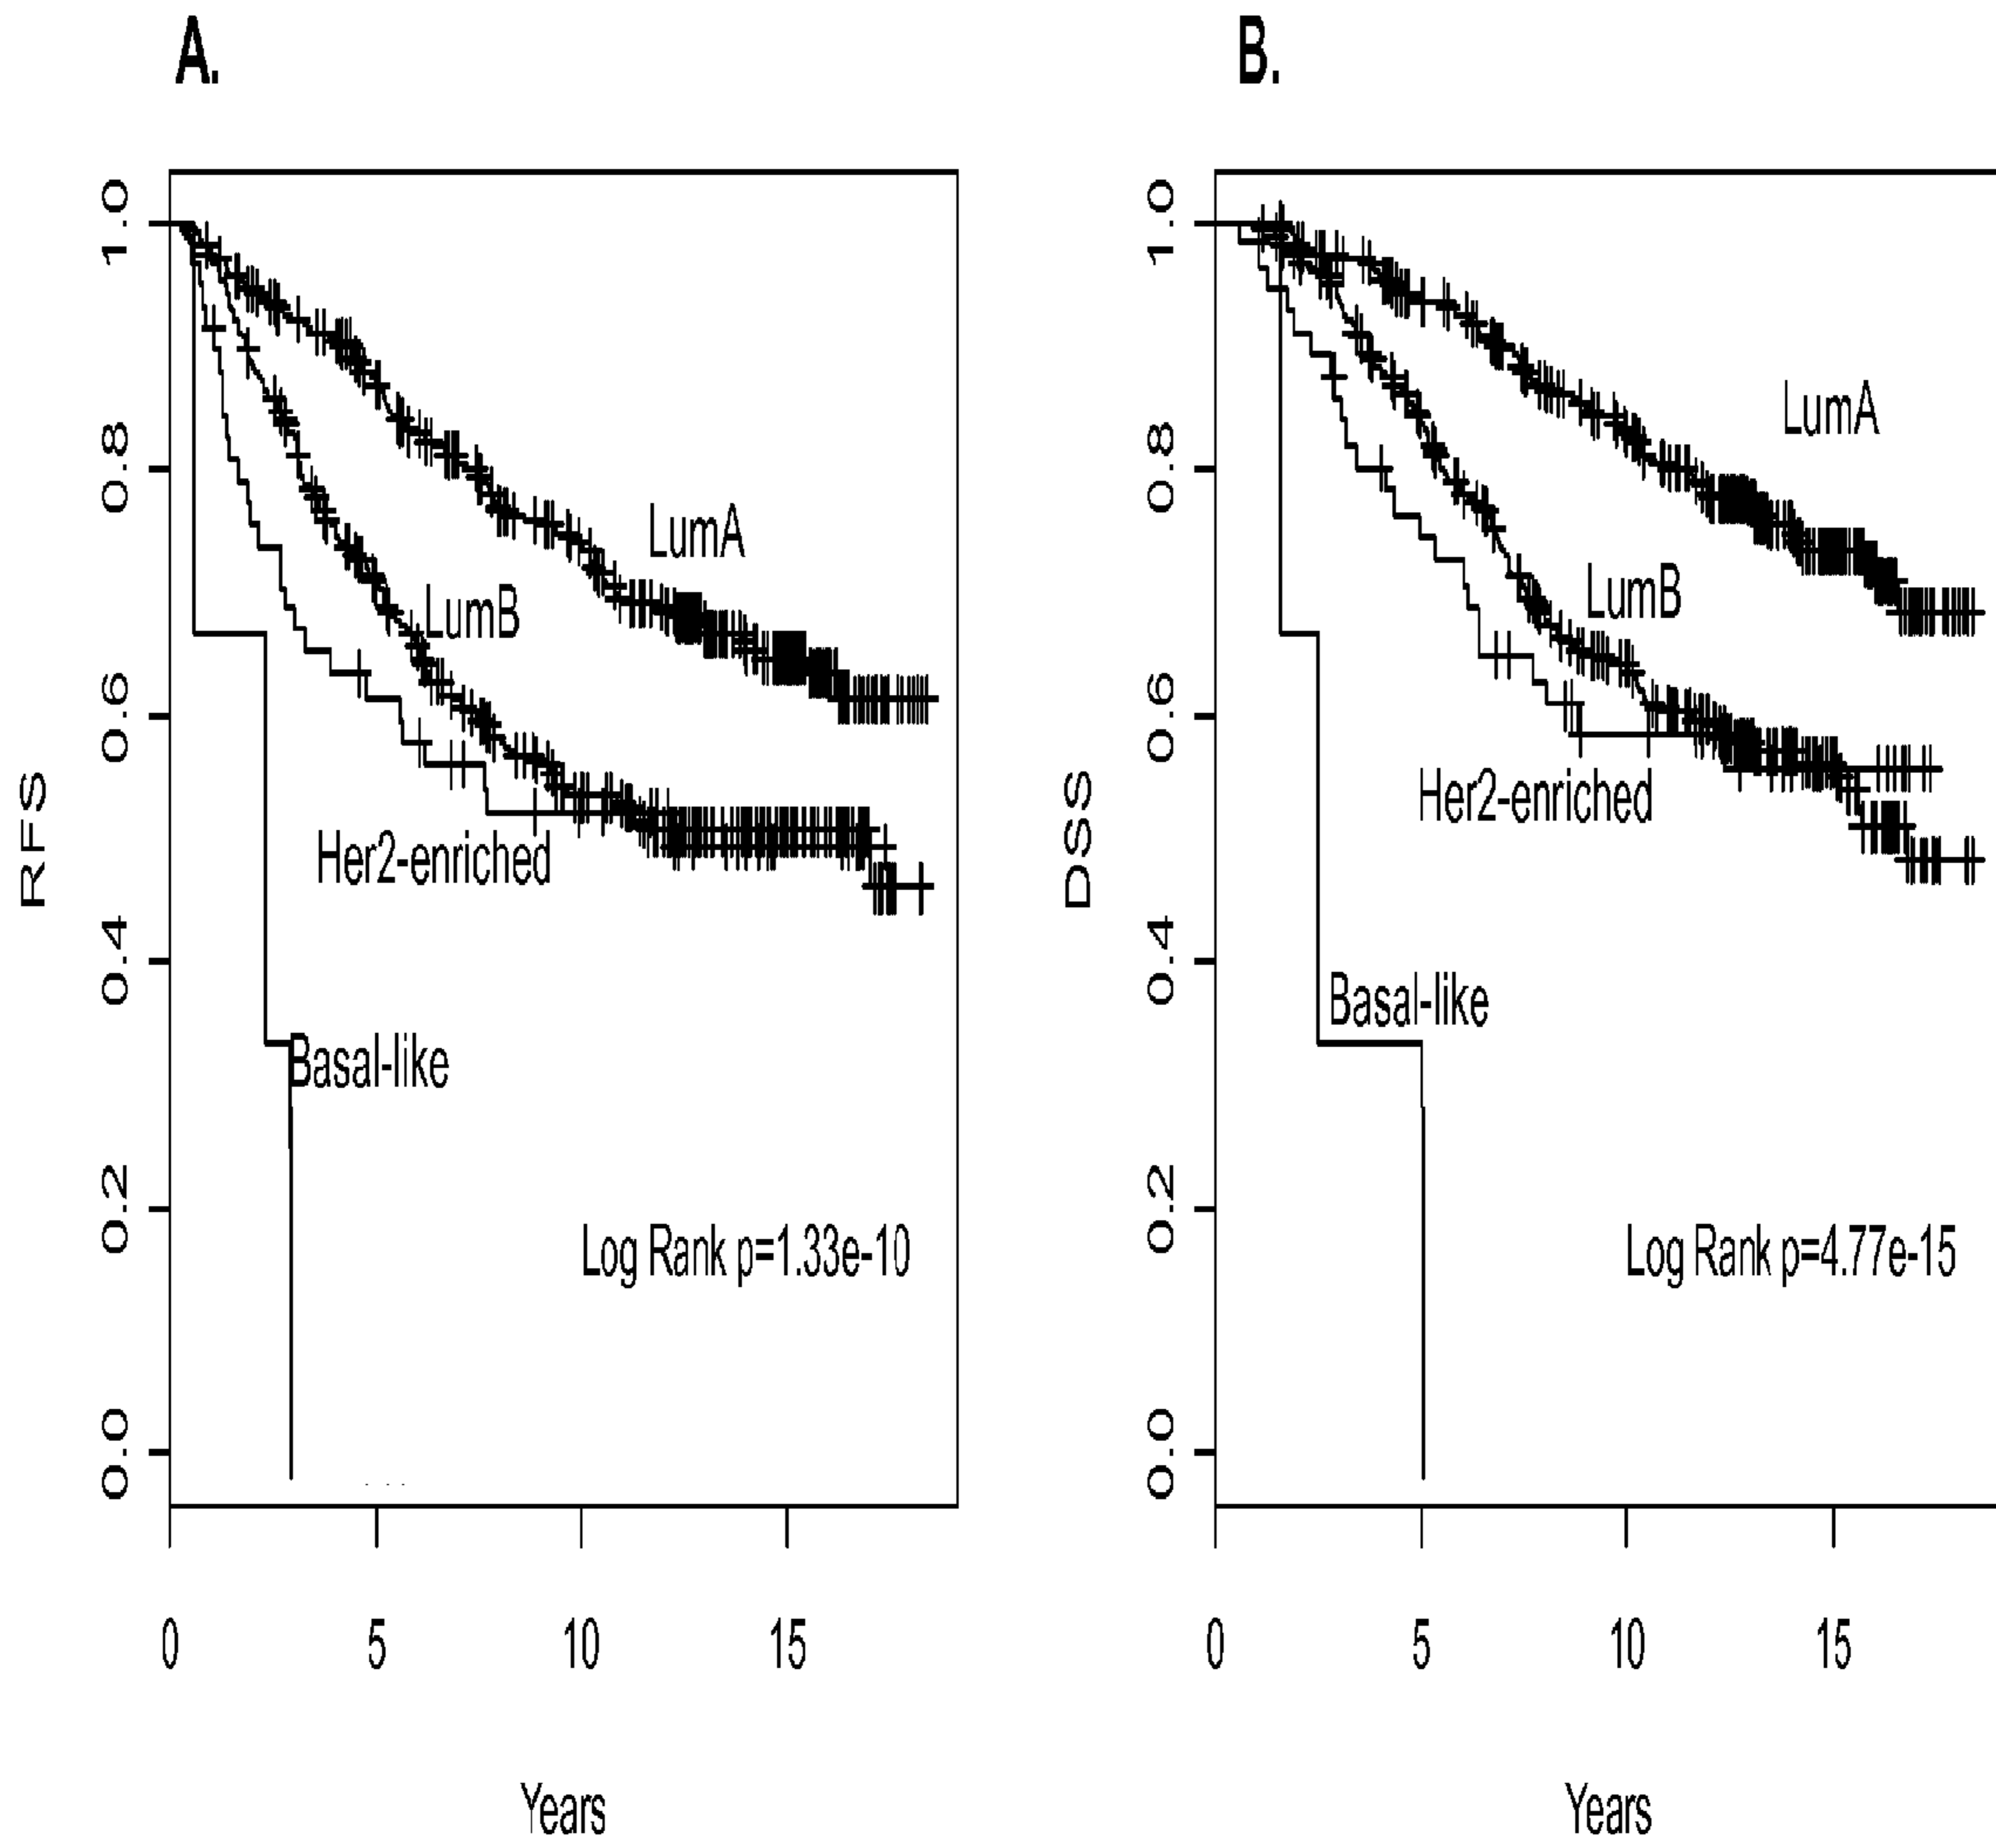 A.
RFS
1.0
0.8
0.6
0.4
0.2
0.0
LumA
LumB
Her2-enriched
Basal-like
Log Rank p=1.33e-10
0 5 10 15
Years
B.
DSS
1.0
0.8
0.6
0.4
0.2
0.0
LumA
LumB
Her2-enriched
Basal-like
Log Rank p=4.77e-15
0 5 10 15
Years